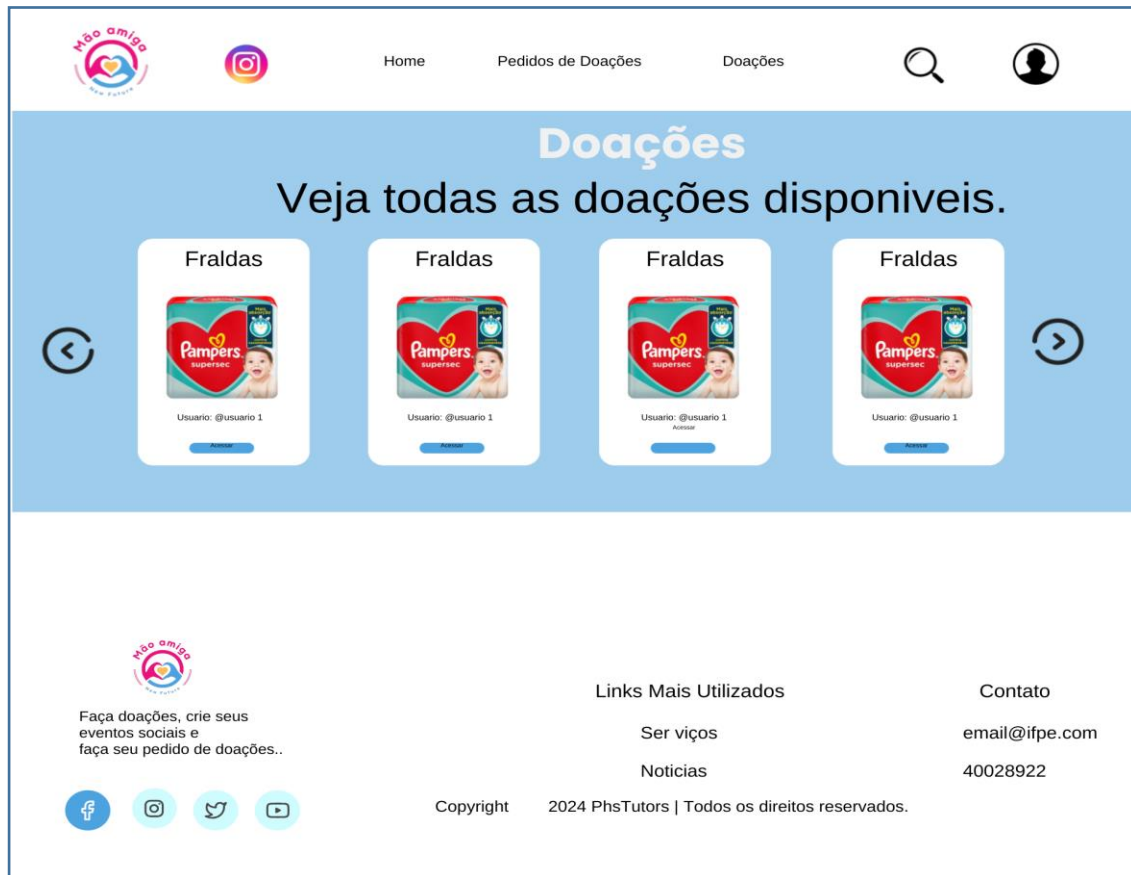 Mão amiga
New Future
Home
Pedidos de Doações
Doações
Doações
Veja todas as doações disponiveis.
Fraldas
Pampers.
supersec
Usuario: @usuario 1
Acessar
Fraldas
Pampers.
supersec
Usuario: @usuario 1
Acessar
Fraldas
Pampers.
supersec
Usuario: @usuario 1
Acessar
Fraldas
Pampers.
supersec
Usuario: @usuario 1
Acessar
Mão amiga
New Future
Faça doações, crie seus
eventos sociais e
faça seu pedido de doações..
Links Mais Utilizados
Ser viços
Noticias
Contato
email@ifpe.com
40028922
Copyright 2024 PhsTutors | Todos os direitos reservados.